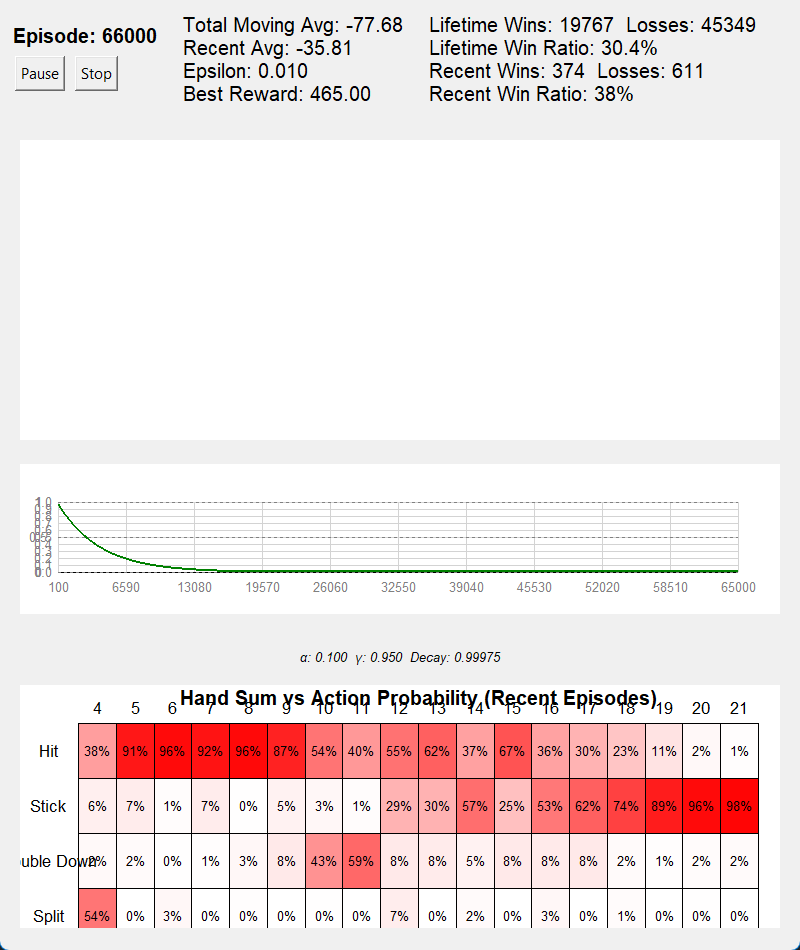 Episode: 66000
Pause Stop
Total Moving Avg: -77.68
Recent Avg: -35.81
Epsilon: 0.010
Best Reward: 465.00
Lifetime Wins: 19767 Losses: 45349
Lifetime Win Ratio: 30.4%
Recent Wins: 374 Losses: 611
Recent Win Ratio: 38%
1.0
0.5
0.0
100 6590 13080 19570 26060 32550 39040 45530 52020 58510 65000
α: 0.100 γ: 0.950 Decay: 0.99975
Hand Sum vs Action Probability (Recent Episodes)
4 5 6 7 8 9 10 11 12 13 14 15 16 17 18 19 20 21
Hit 38% 91% 96% 92% 96% 87% 54% 40% 55% 62% 37% 67% 36% 30% 23% 11% 2% 1%
Stick 6% 7% 1% 7% 0% 5% 3% 1% 29% 30% 57% 25% 53% 62% 74% 89% 96% 98%
ouble Down 2% 2% 0% 1% 3% 8% 43% 59% 8% 8% 5% 8% 8% 8% 2% 1% 2% 2%
Split 54% 0% 3% 0% 0% 0% 0% 0% 7% 0% 2% 0% 3% 0% 1% 0% 0% 0%